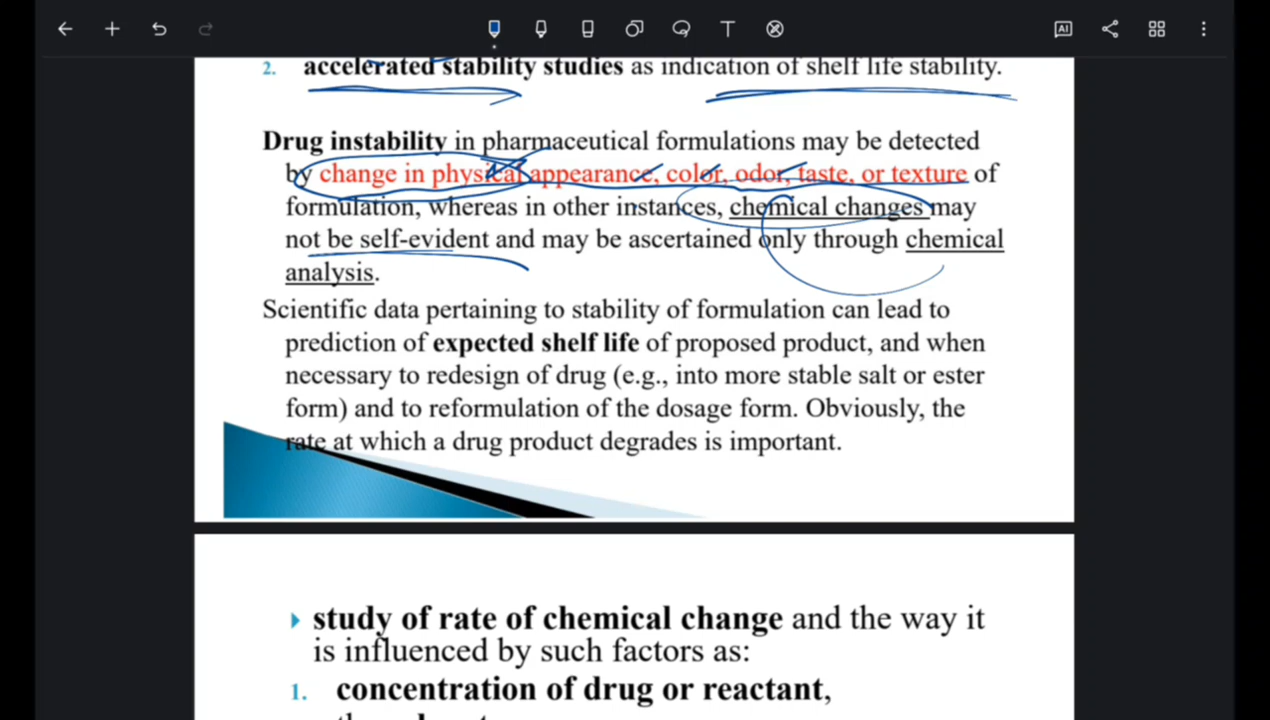 AI
2. accelerated stability studies as indication of shelf life stability.
Drug instability in pharmaceutical formulations may be detected
by change in physical appearance, color, odor, taste, or texture of
formulation, whereas in other instances, chemical changes may
not be self-evident and may be ascertained only through chemical
analysis.
Scientific data pertaining to stability of formulation can lead to
prediction of expected shelf life of proposed product, and when
necessary to redesign of drug (e.g., into more stable salt or ester
form) and to reformulation of the dosage form. Obviously, the
rate at which a drug product degrades is important.
study of rate of chemical change and the way it
is influenced by such factors as:
1. concentration of drug or reactant,